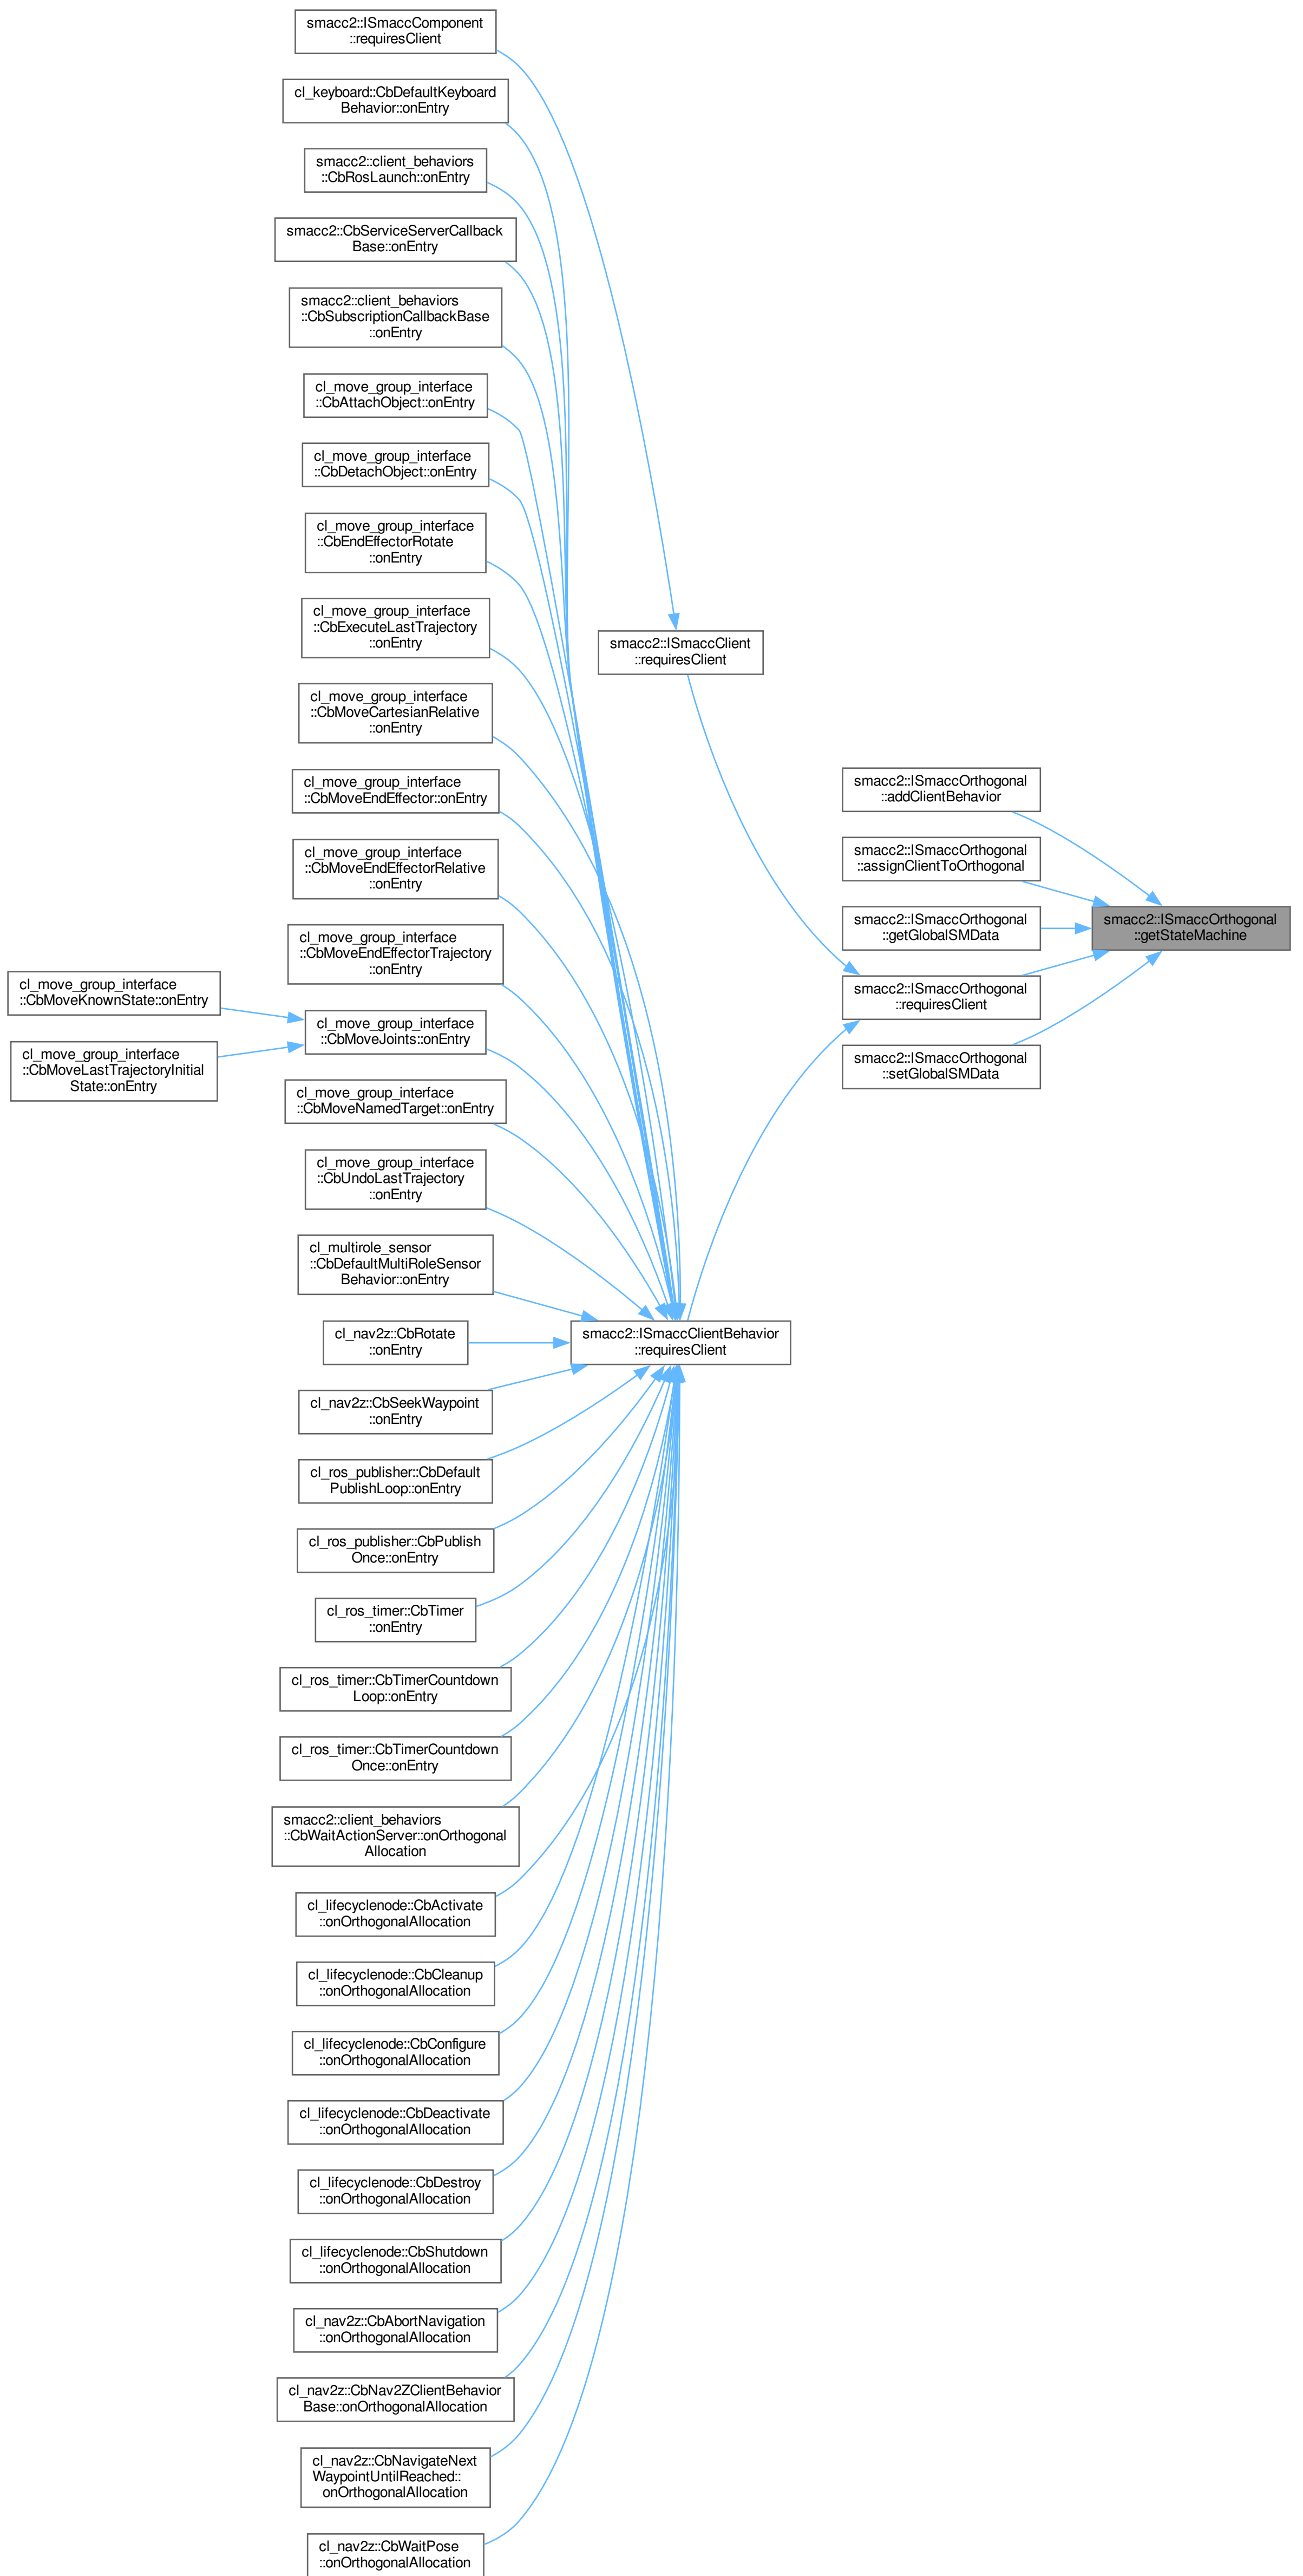 smacc2::ISmaccComponent
::requiresClient
cl_keyboard::CbDefaultKeyboard
Behavior::onEntry
smacc2::client_behaviors
::CbRosLaunch::onEntry
smacc2::CbServiceServerCallback
Base::onEntry
smacc2::client_behaviors
::CbSubscriptionCallbackBase
::onEntry
cl_move_group_interface
::CbAttachObject::onEntry
cl_move_group_interface
::CbDetachObject::onEntry
cl_move_group_interface
::CbEndEffectorRotate
::onEntry
cl_move_group_interface
::CbExecuteLastTrajectory
::onEntry
cl_move_group_interface
::CbMoveCartesianRelative
::onEntry
cl_move_group_interface
::CbMoveEndEffector::onEntry
cl_move_group_interface
::CbMoveEndEffectorRelative
::onEntry
cl_move_group_interface
::CbMoveEndEffectorTrajectory
::onEntry
cl_move_group_interface
::CbMoveKnownState::onEntry
cl_move_group_interface
::CbMoveLastTrajectoryInitial
State::onEntry
cl_move_group_interface
::CbMoveJoints::onEntry
cl_move_group_interface
::CbMoveNamedTarget::onEntry
cl_move_group_interface
::CbUndoLastTrajectory
::onEntry
cl_multirole_sensor
::CbDefaultMultiRoleSensor
Behavior::onEntry
cl_nav2z::CbRotate
::onEntry
cl_nav2z::CbSeekWaypoint
::onEntry
cl_ros_publisher::CbDefault
PublishLoop::onEntry
cl_ros_publisher::CbPublish
Once::onEntry
cl_ros_timer::CbTimer
::onEntry
cl_ros_timer::CbTimerCountdown
Loop::onEntry
cl_ros_timer::CbTimerCountdown
Once::onEntry
smacc2::client_behaviors
::CbWaitActionServer::onOrthogonal
Allocation
cl_lifecyclenode::CbActivate
::onOrthogonalAllocation
cl_lifecyclenode::CbCleanup
::onOrthogonalAllocation
cl_lifecyclenode::CbConfigure
::onOrthogonalAllocation
cl_lifecyclenode::CbDeactivate
::onOrthogonalAllocation
cl_lifecyclenode::CbDestroy
::onOrthogonalAllocation
cl_lifecyclenode::CbShutdown
::onOrthogonalAllocation
cl_nav2z::CbAbortNavigation
::onOrthogonalAllocation
cl_nav2z::CbNav2ZClientBehavior
Base::onOrthogonalAllocation
cl_nav2z::CbNavigateNext
WaypointUntilReached::
onOrthogonalAllocation
cl_nav2z::CbWaitPose
::onOrthogonalAllocation
smacc2::ISmaccClient
::requiresClient
smacc2::ISmaccClientBehavior
::requiresClient
smacc2::ISmaccOrthogonal
::addClientBehavior
smacc2::ISmaccOrthogonal
::assignClientToOrthogonal
smacc2::ISmaccOrthogonal
::getGlobalSMData
smacc2::ISmaccOrthogonal
::requiresClient
smacc2::ISmaccOrthogonal
::setGlobalSMData
smacc2::ISmaccOrthogonal
::getStateMachine